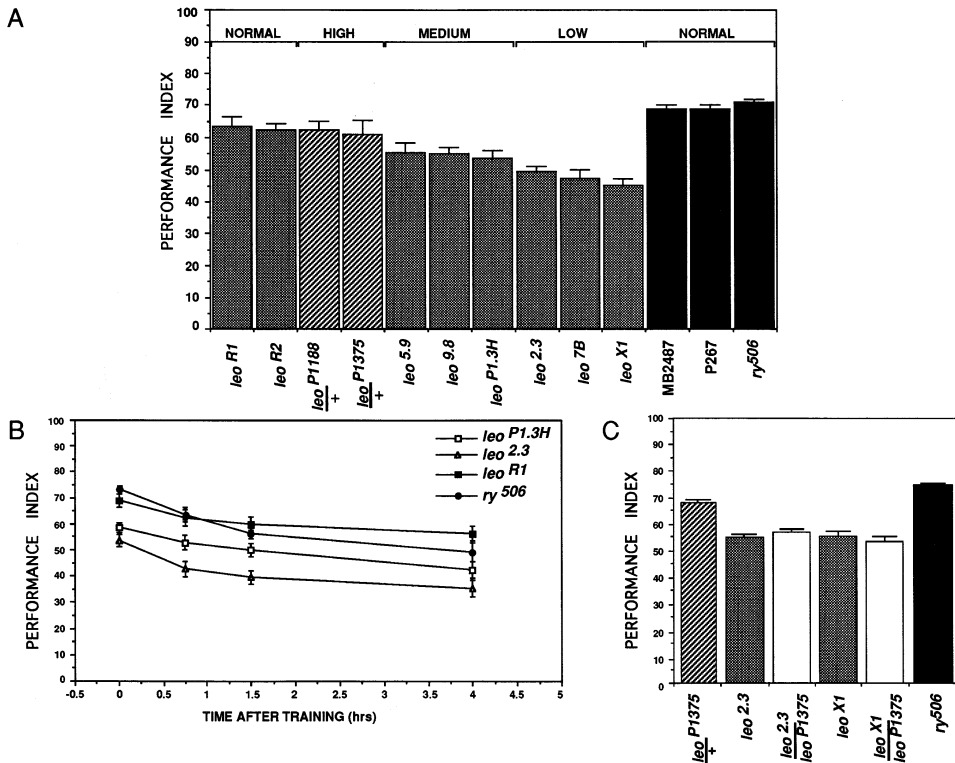 A
NORMAL HIGH MEDIUM LOW NORMAL
PERFORMANCE INDEX
100
90
80
70
60
50
40
30
20
10
0
leo R1
leo R2
leo P1188
+
leo P1375
+
leo 5.9
leo 9.8
leo P1.3H
leo 2.3
leo 7B
leo X1
MB2487
P267
ry506
B
PERFORMANCE INDEX
100
90
80
70
60
50
40
30
20
10
0
-0.5 0 0.5 1 1.5 2 2.5 3 3.5 4 4.5 5
TIME AFTER TRAINING (hrs)
leo P1.3H
leo 2.3
leo R1
ry 506
C
PERFORMANCE INDEX
100
90
80
70
60
50
40
30
20
10
0
leo P1375
+
leo 2.3
leo 2.3
leo P1375
leo X1
leo X1
leo P1375
ry506